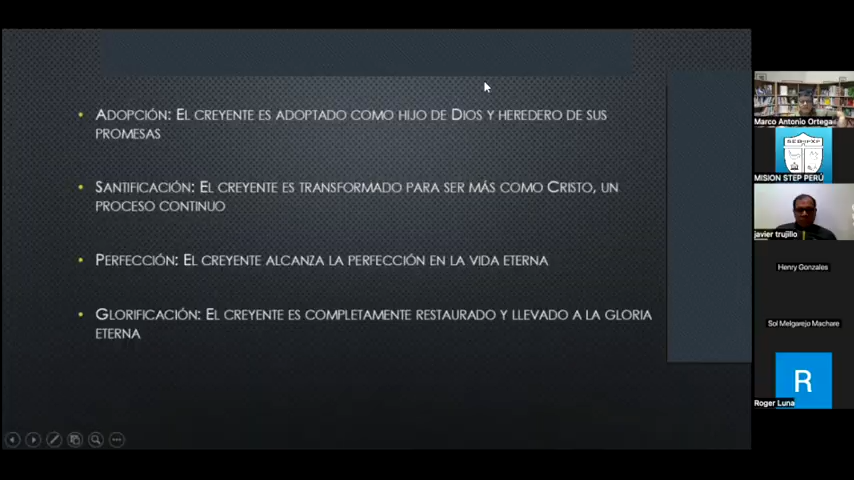 ADOPCIÓN: EL CREYENTE ES ADOPTADO COMO HIJO DE DIOS Y HEREDERO DE SUS
PROMESAS
SANTIFICACIÓN: EL CREYENTE ES TRANSFORMADO PARA SER MÁS COMO CRISTO, UN
PROCESO CONTINUO
PERFECCIÓN: EL CREYENTE ALCANZA LA PERFECCIÓN EN LA VIDA ETERNA
GLORIFICACIÓN: EL CREYENTE ES COMPLETAMENTE RESTAURADO Y LLEVADO A LA GLORIA
ETERNA
Marco Antonio Ortega
MISION STEP PERÚ
javier trujillo
Henry Gonzales
Sol Melgarejo Machare
R
Roger Luna